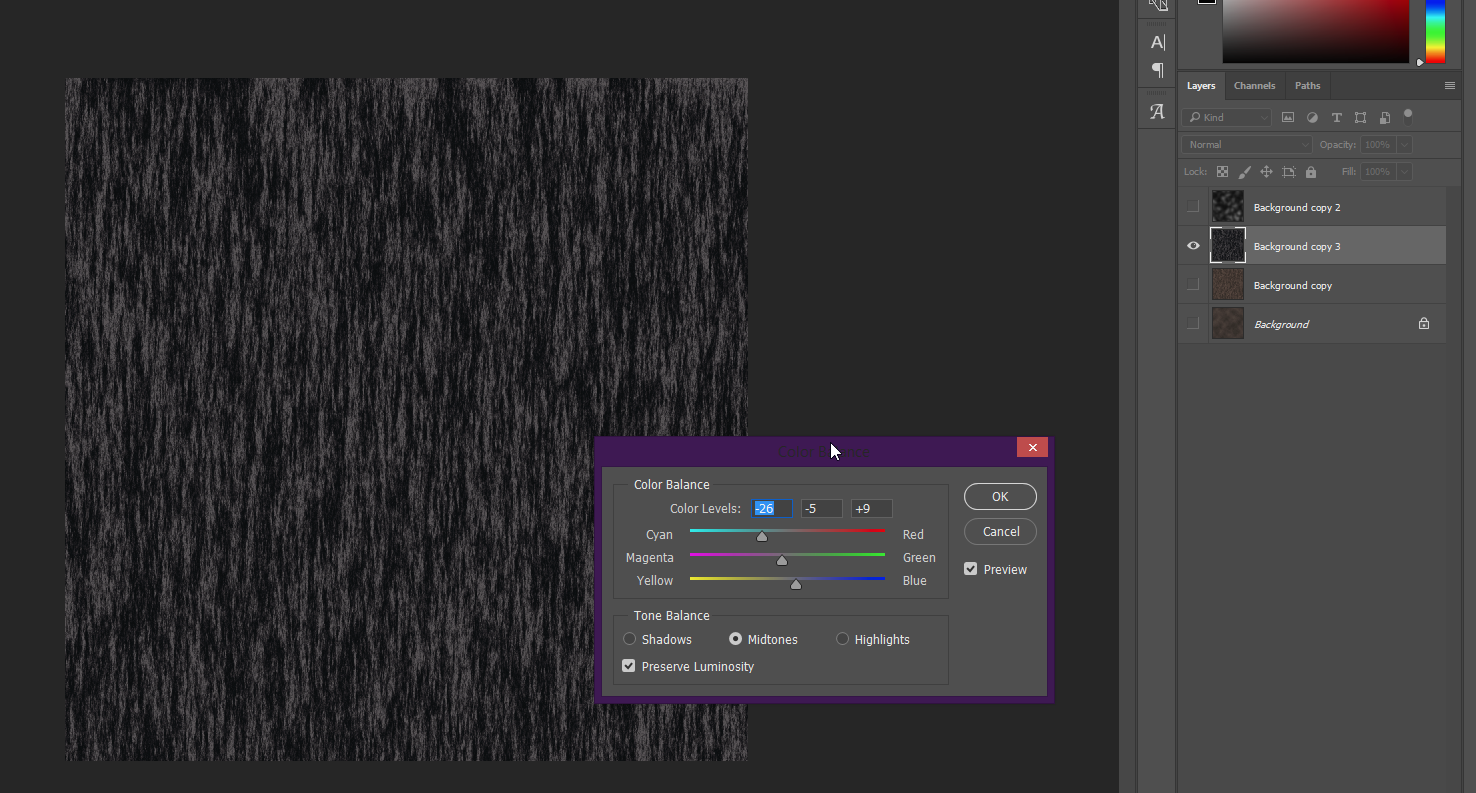 Layers Channels Paths
Kind
Normal Opacity: 100%
Lock: Fill: 100%
Background copy 2
Background copy 3
Background copy
Background
Color Balance
Color Balance
Color Levels: -26 -5 +9
Cyan Red
Magenta Green
Yellow Blue
Tone Balance
Shadows Midtones Highlights
Preserve Luminosity
OK
Cancel
Preview